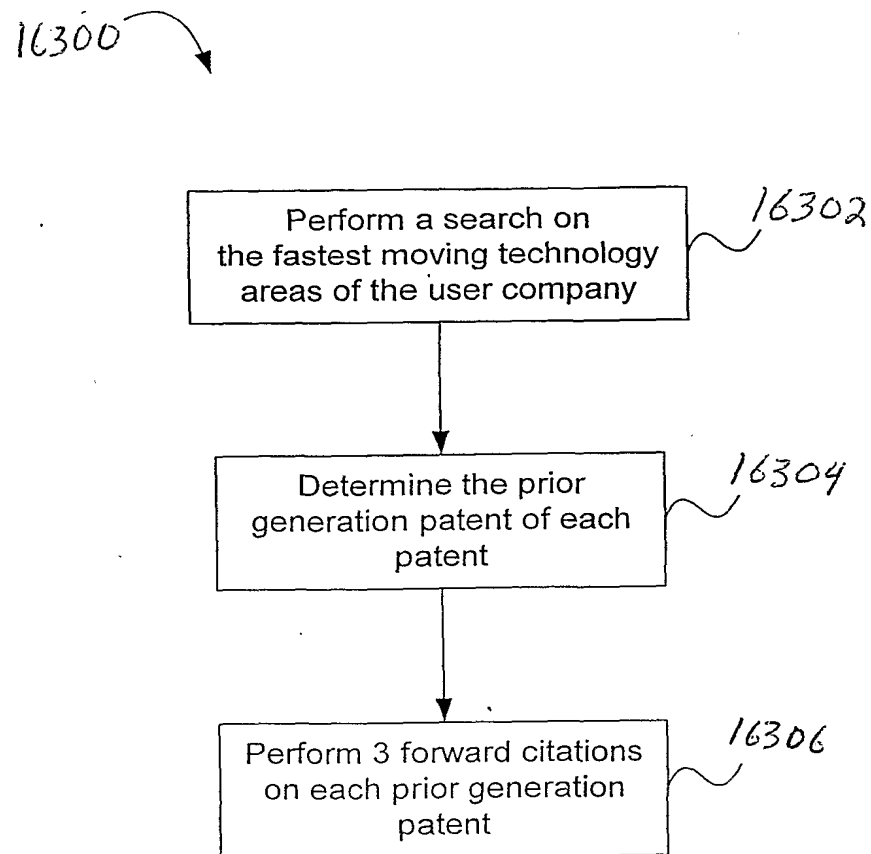 16300
Perform a search on
the fastest moving technology
areas of the user company
16302
Determine the prior
generation patent of each
patent
16304
Perform 3 forward citations
on each prior generation
patent
16306